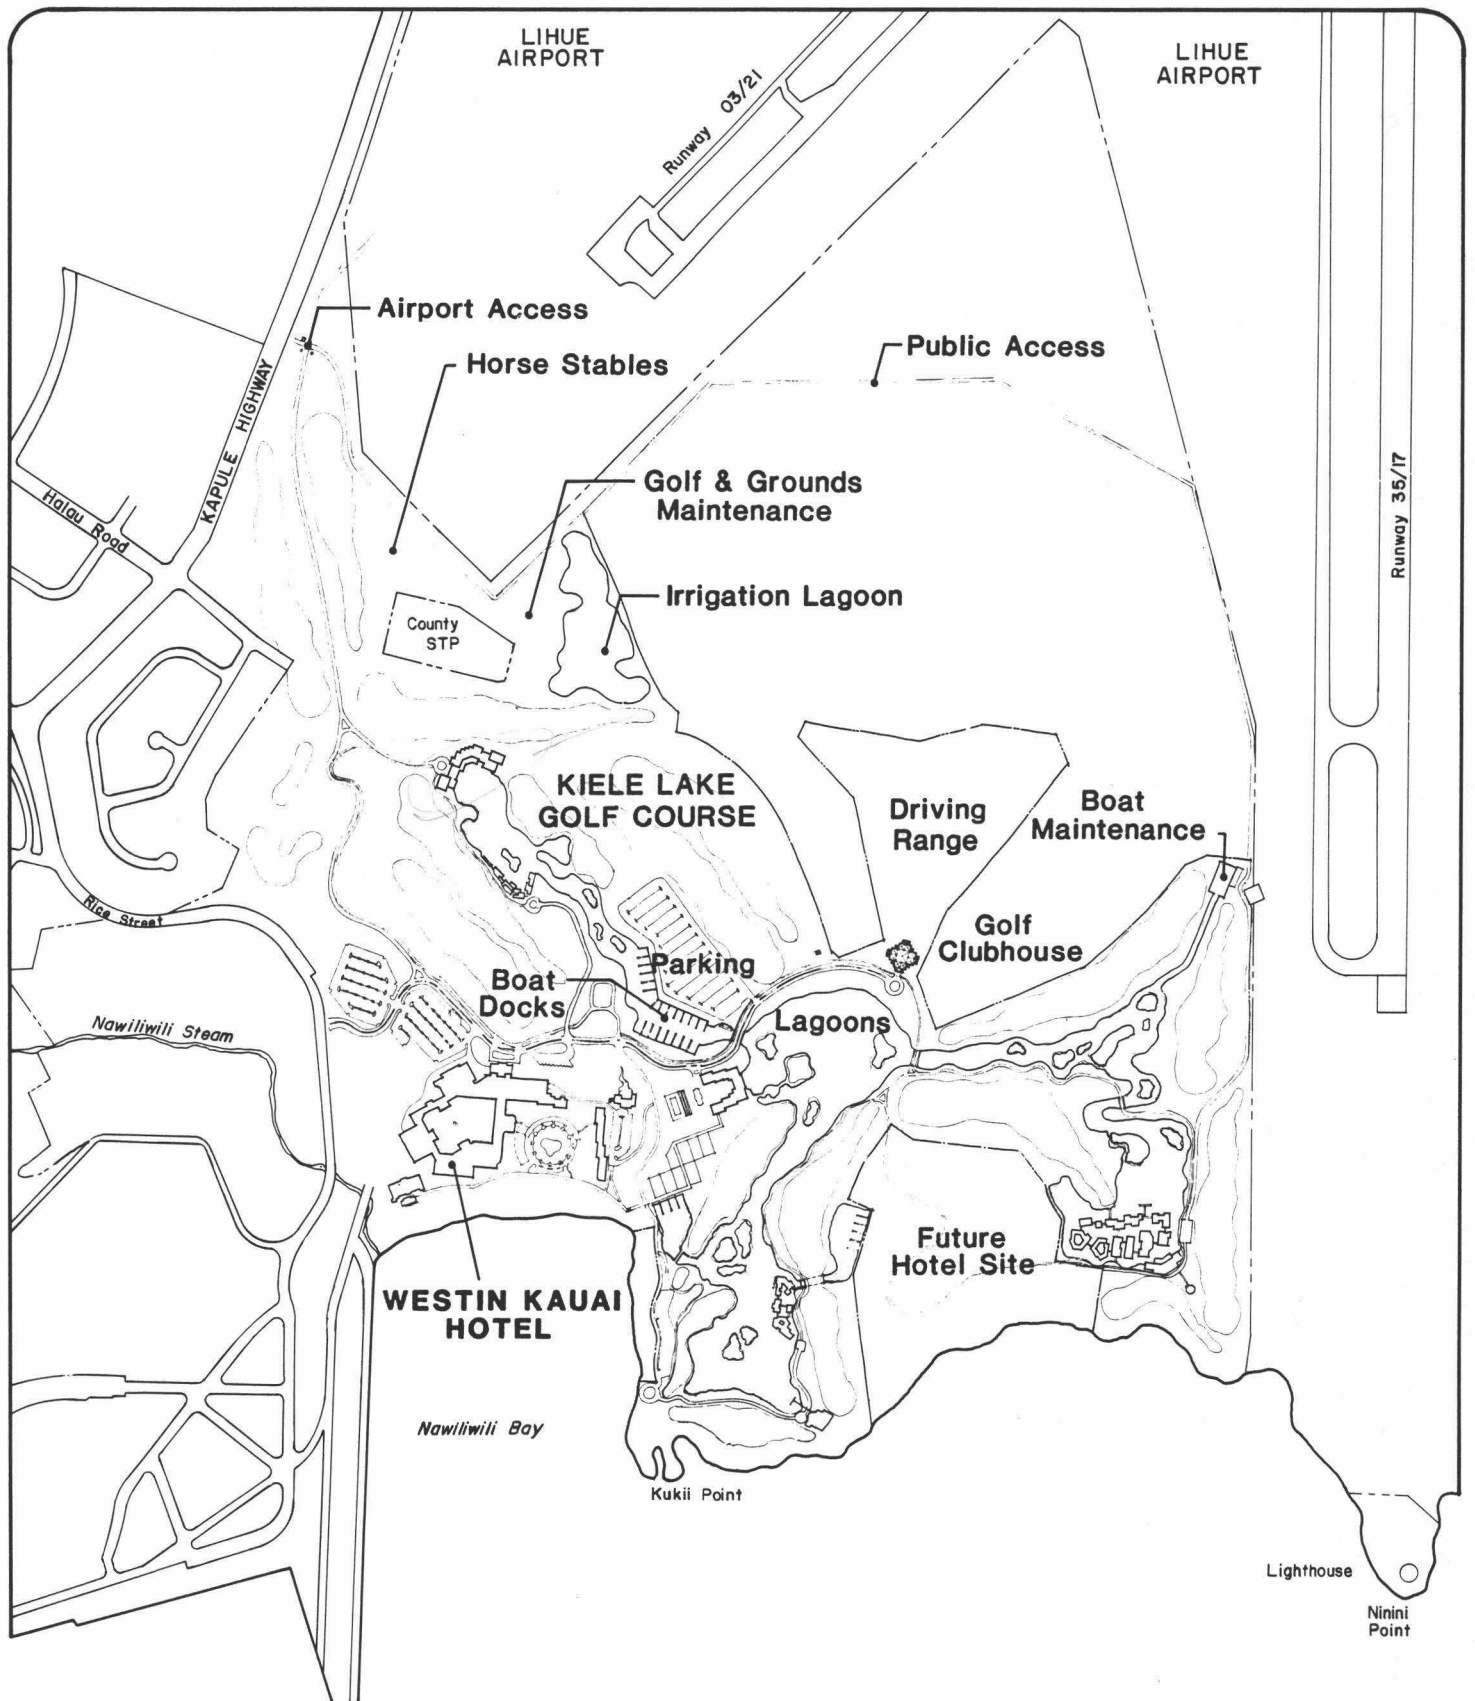 LIHUE
AIRPORT
LIHUE
AIRPORT
Runway 03/21
Airport Access
Public Access
Horse Stables
KAPULE HIGHWAY
Golf & Grounds
Maintenance
Runway 35/17
Halau Road
Irrigation Lagoon
County
STP
KIELE LAKE
GOLF COURSE
Driving
Range
Boat
Maintenance
Rice Street
Golf
Clubhouse
Parking
Boat
Docks
Lagoons
Nawiliwili Steam
Future
Hotel Site
WESTIN KAUAI
HOTEL
Nawiliwili Bay
Kukii Point
Lighthouse
Ninini
Point